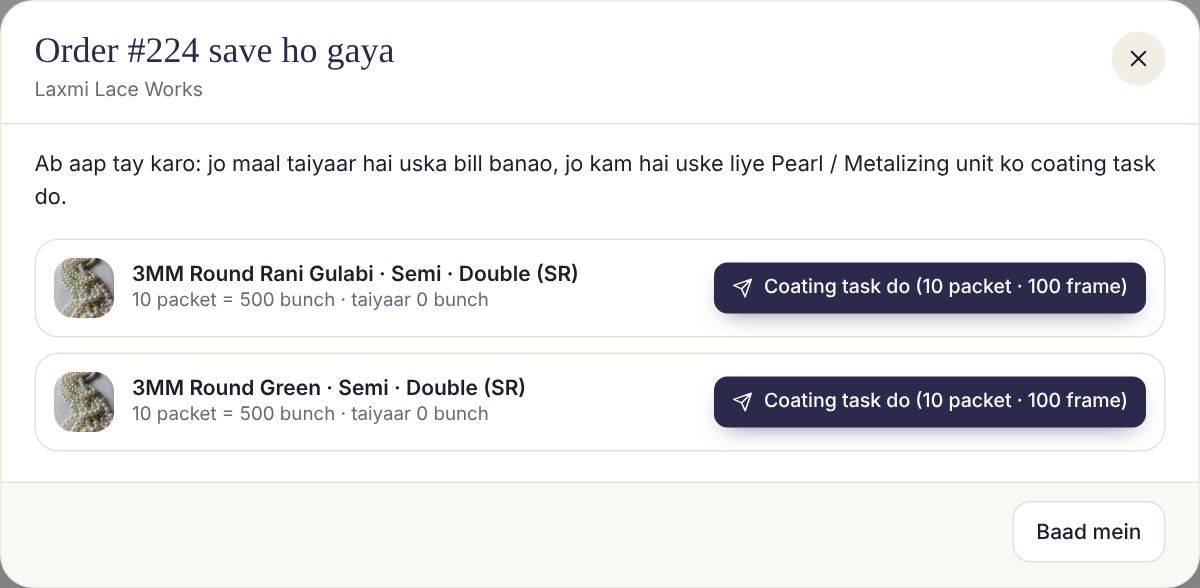 Order #224 save ho gaya
Laxmi Lace Works
Ab aap tay karo: jo maal taiyaar hai uska bill banao, jo kam hai uske liye Pearl / Metalizing unit ko coating task
do.
3MM Round Rani Gulabi · Semi · Double (SR)
10 packet = 500 bunch · taiyaar 0 bunch
Coating task do (10 packet · 100 frame)
3MM Round Green · Semi · Double (SR)
10 packet = 500 bunch · taiyaar 0 bunch
Coating task do (10 packet · 100 frame)
Baad mein